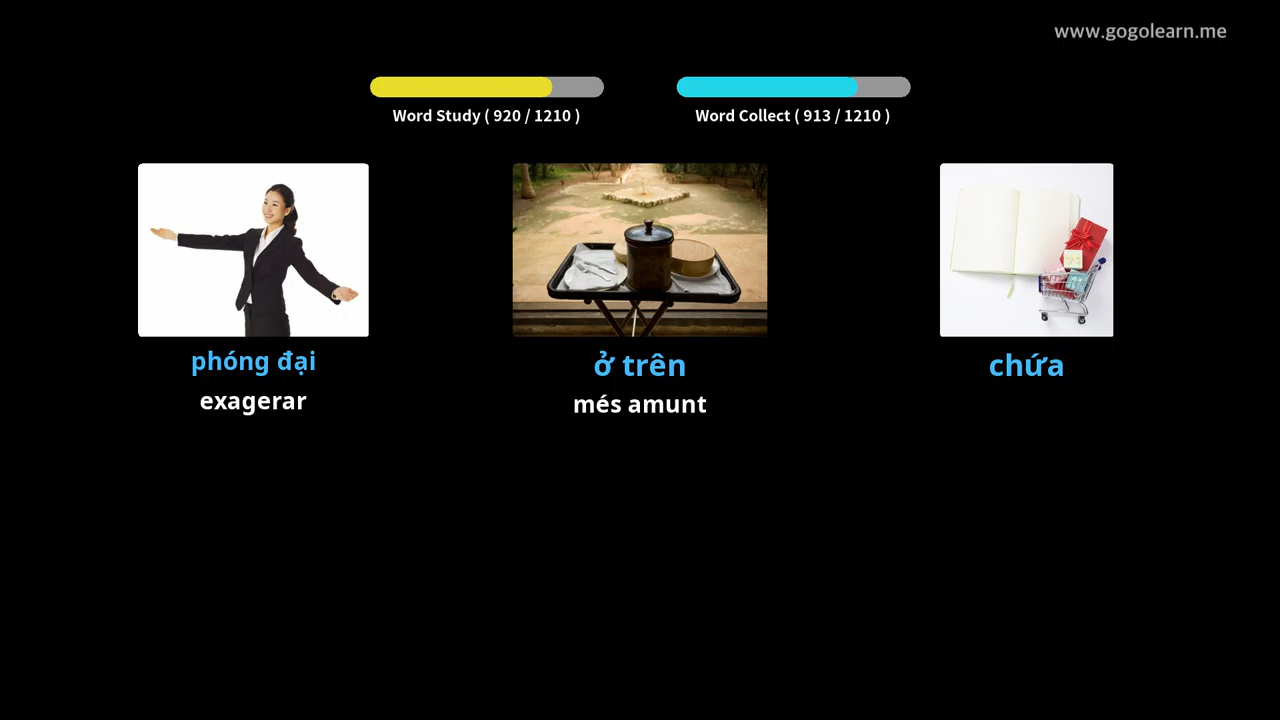 www.gogolearn.me
Word Study ( 920 / 1210 )
Word Collect ( 913 / 1210 )
phóng đại
exagerar
ở trên
més amunt
chứa